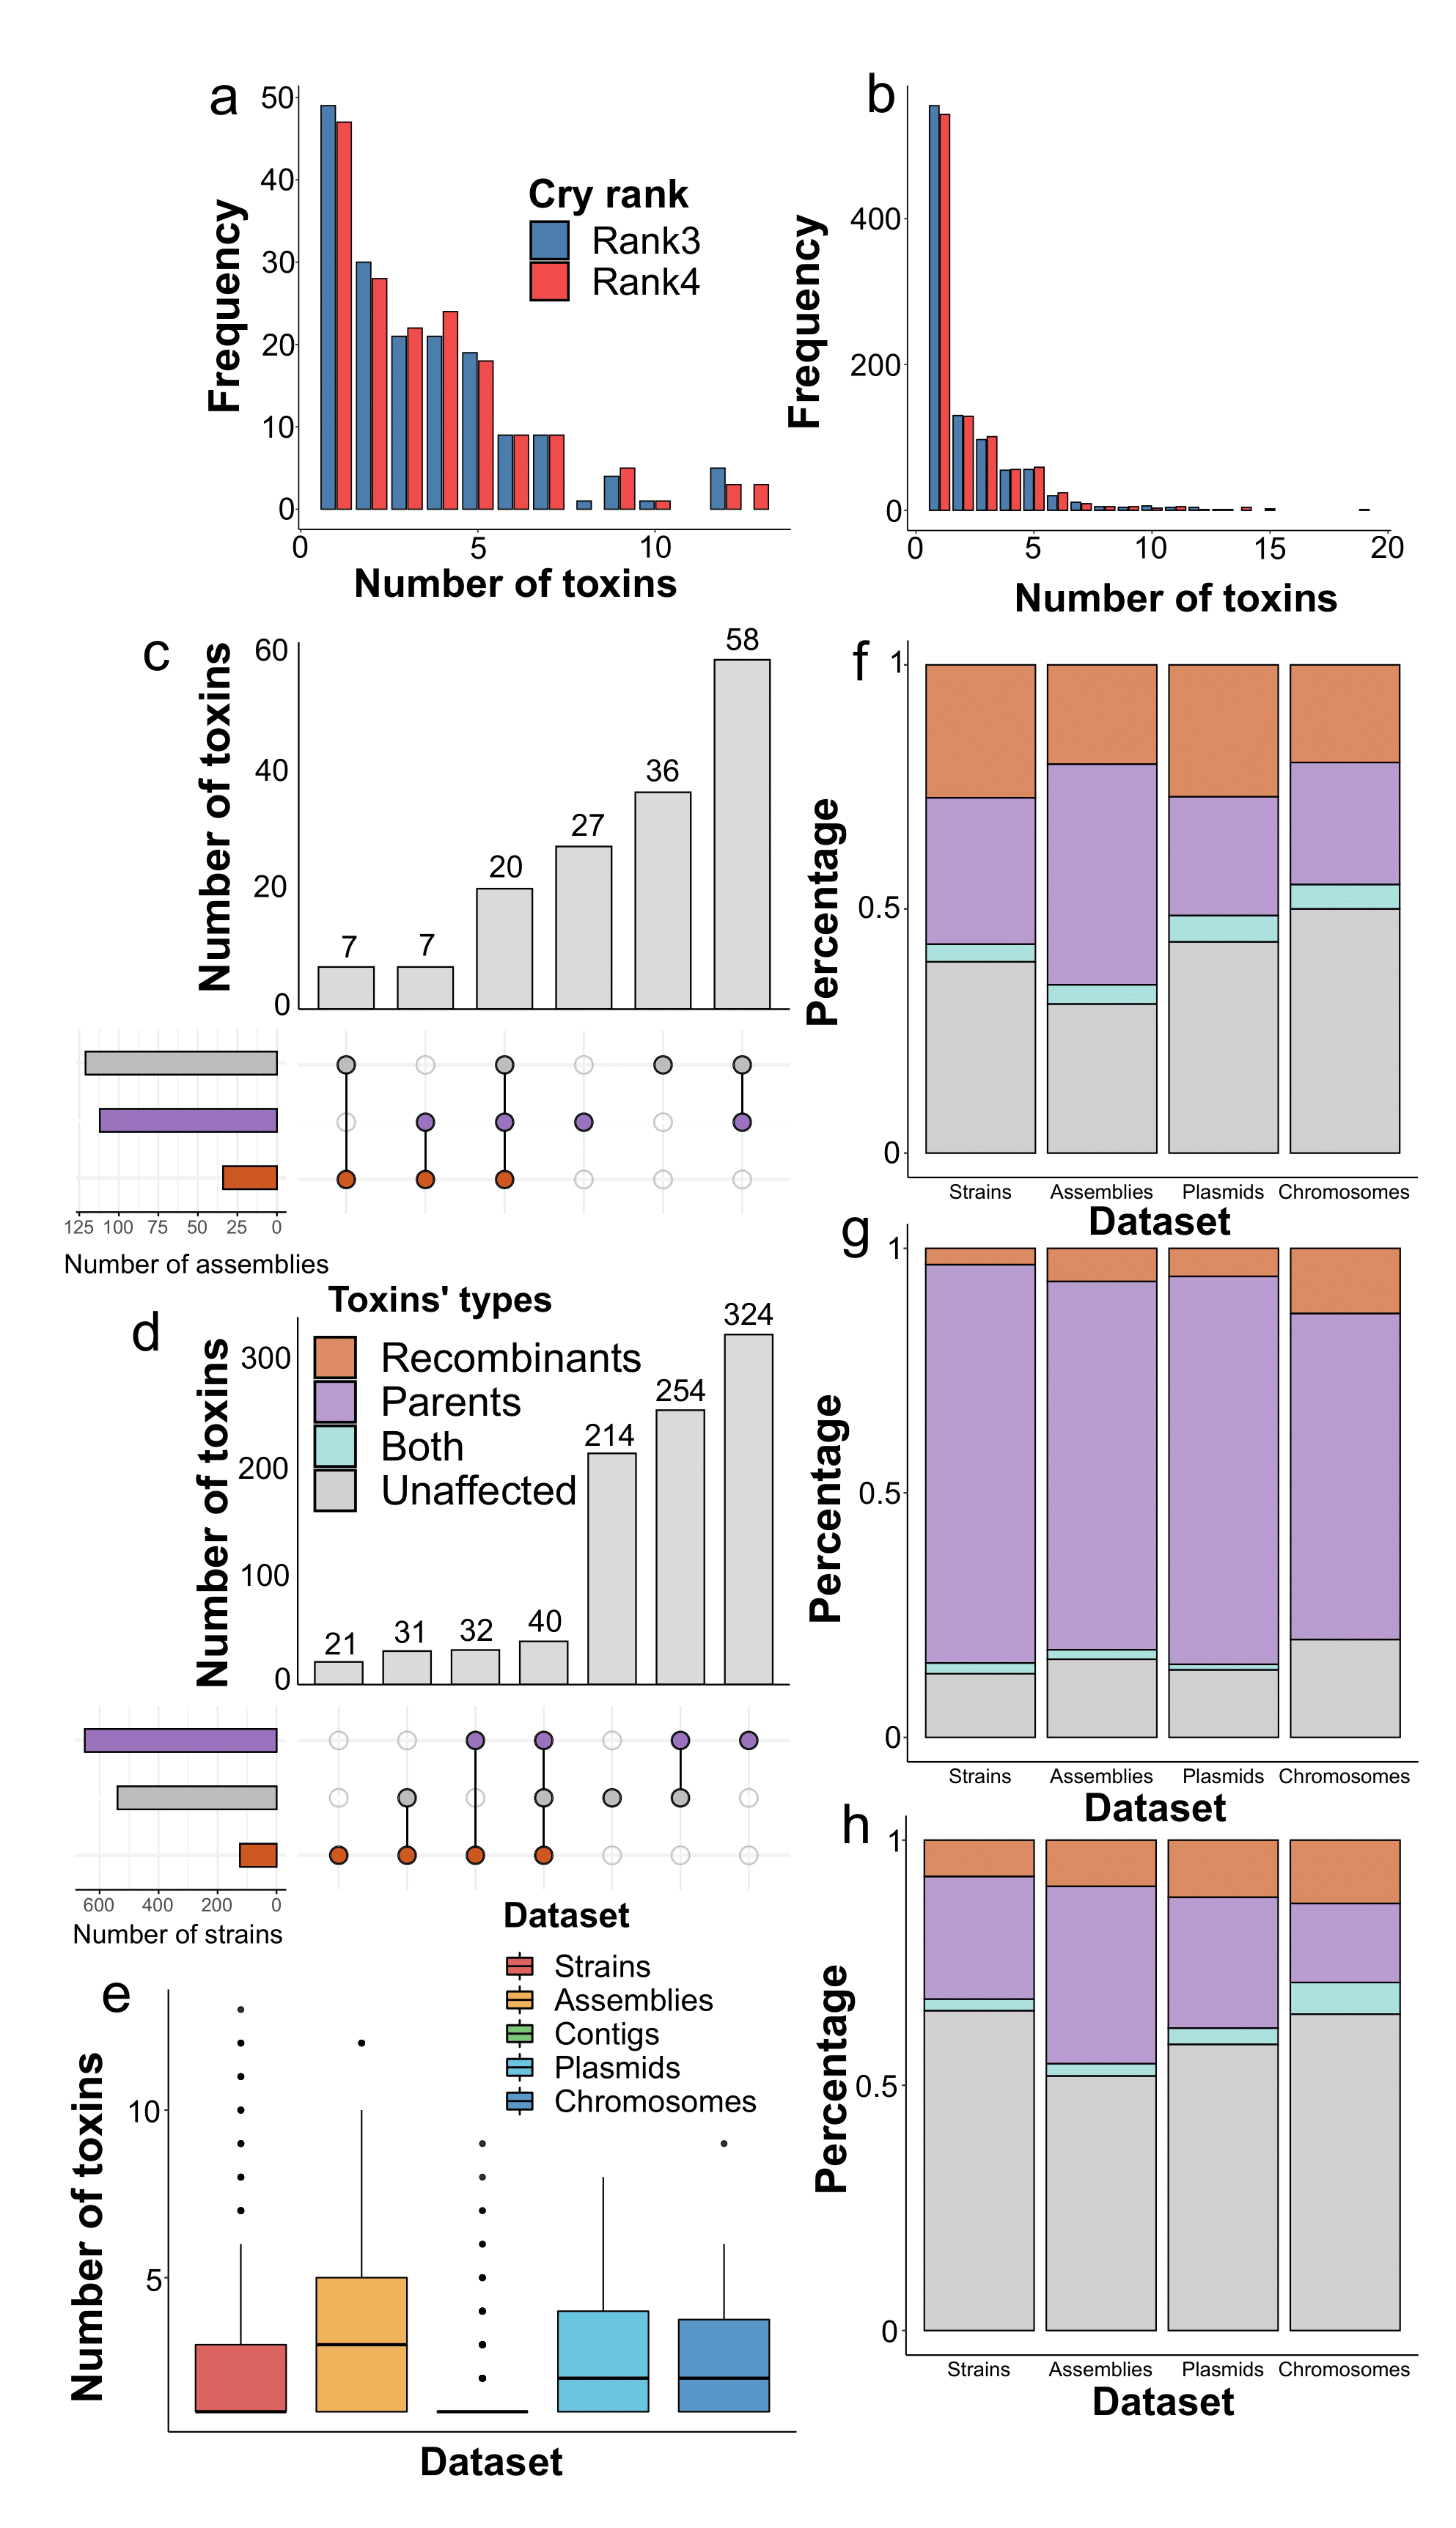 a
50
40
30
20
10
0
Frequency
Cry rank
Rank3
Rank4
0 5 10
Number of toxins
b
400
200
0
Frequency
0 5 10 15 20
Number of toxins
c
60
40
20
0
Number of toxins
7 7 20 27 36 58
125 100 75 50 25 0
Number of assemblies
d
300
200
100
0
Number of toxins
Toxins' types
Recombinants
Parents
Both
Unaffected
21 31 32 40 214 254 324
600 400 200 0
Number of strains
e
10
5
Number of toxins
Dataset
Strains
Assemblies
Contigs
Plasmids
Chromosomes
Dataset
f
1
0.5
0
Percentage
Strains Assemblies Plasmids Chromosomes
Dataset
g
1
0.5
0
Percentage
Strains Assemblies Plasmids Chromosomes
Dataset
h
1
0.5
0
Percentage
Strains Assemblies Plasmids Chromosomes
Dataset